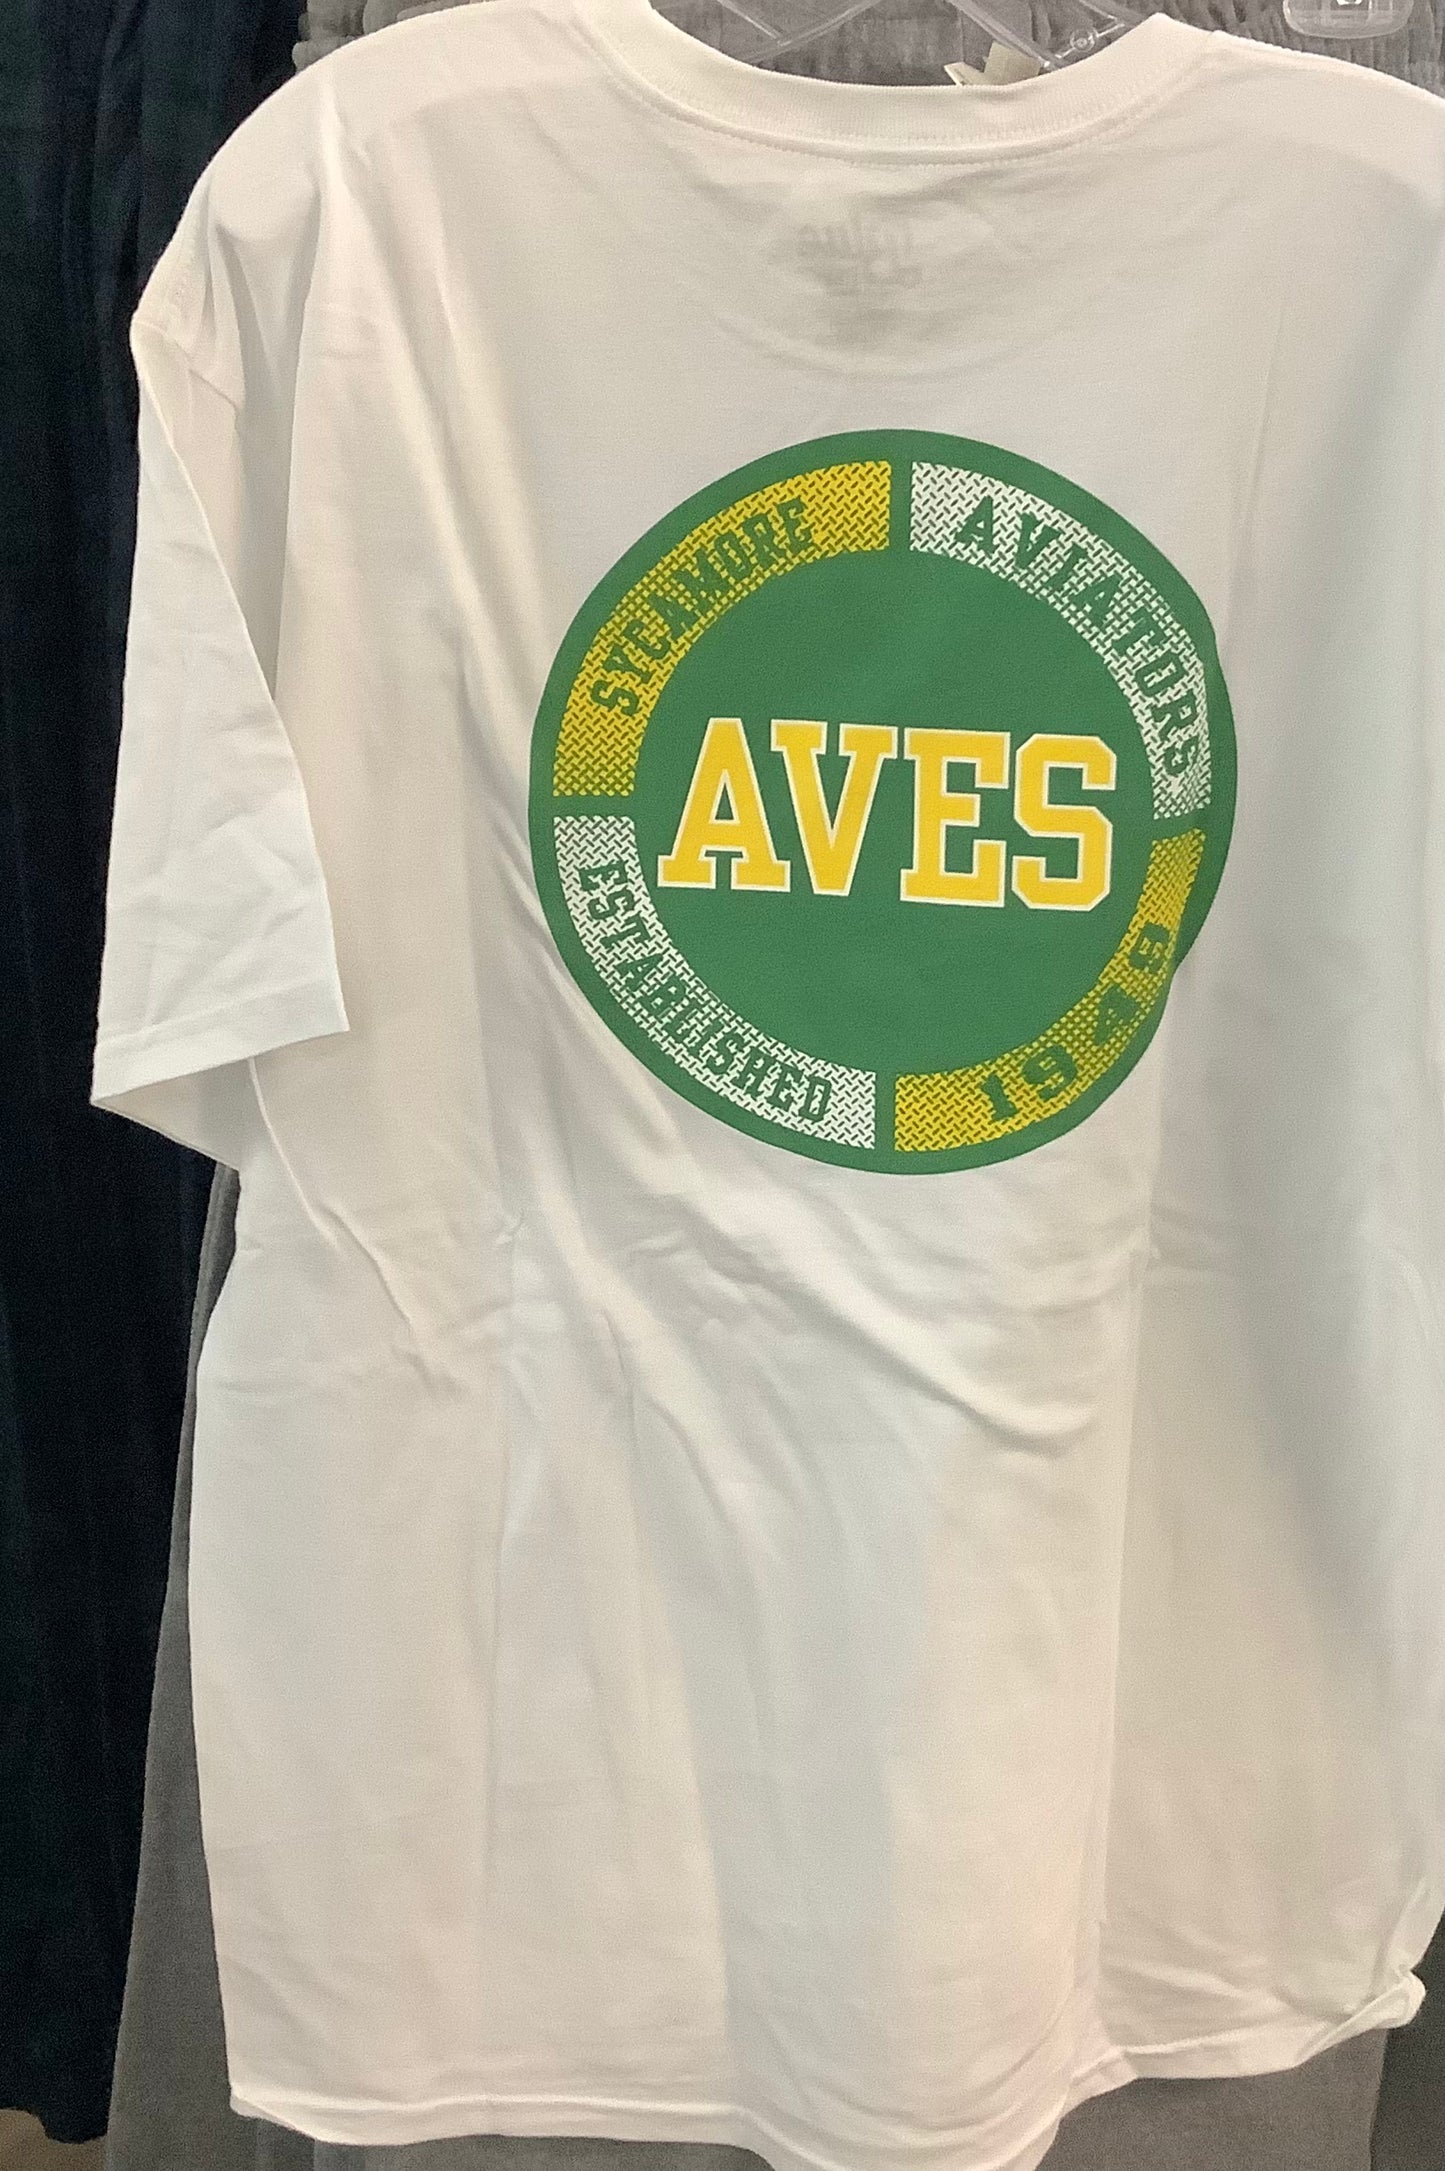 SYCAMORE
AVIATORS
AVES
ESTABLISHED
1949